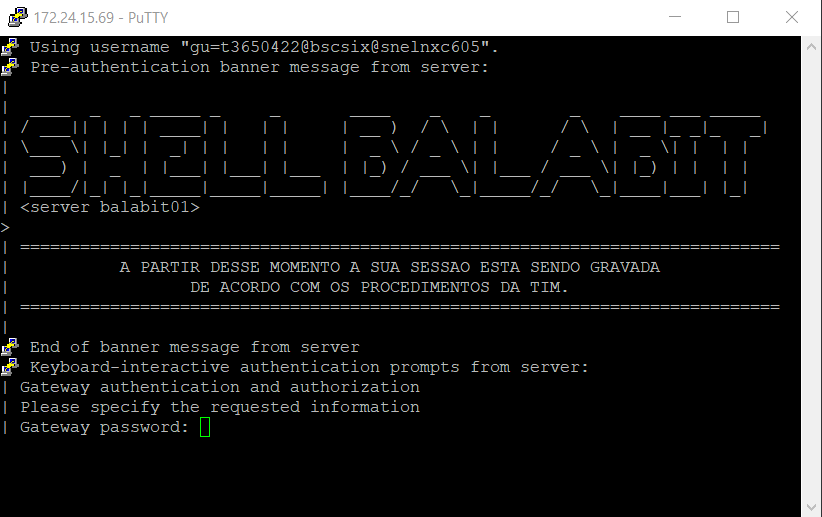 172.24.15.69 - PuTTY
Using username "gu=t3650422@bscsix@snelnxc605".
Pre-authentication banner message from server:
|
|
| SHELL BALABIT
| <server balabit01>
>
| ============================================================================
| A PARTIR DESSE MOMENTO A SUA SESSAO ESTA SENDO GRAVADA
| DE ACORDO COM OS PROCEDIMENTOS DA TIM.
| ============================================================================
|
End of banner message from server
Keyboard-interactive authentication prompts from server:
| Gateway authentication and authorization
| Please specify the requested information
| Gateway password: